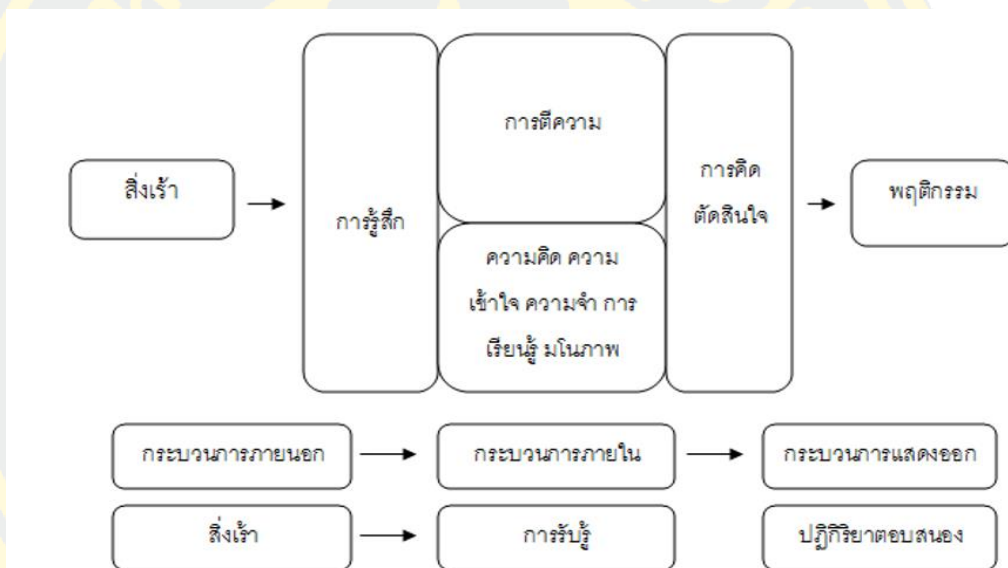 สิ่งเร้า
การรู้สึก
การตีความ
ความคิด ความ
เข้าใจ ความจำ การ
เรียนรู้ มโนภาพ
การคิด
ตัดสินใจ
พฤติกรรม
กระบวนการภายนอก
กระบวนการภายใน
กระบวนการแสดงออก
สิ่งเร้า
การรับรู้
ปฏิกิริยาตอบสนอง